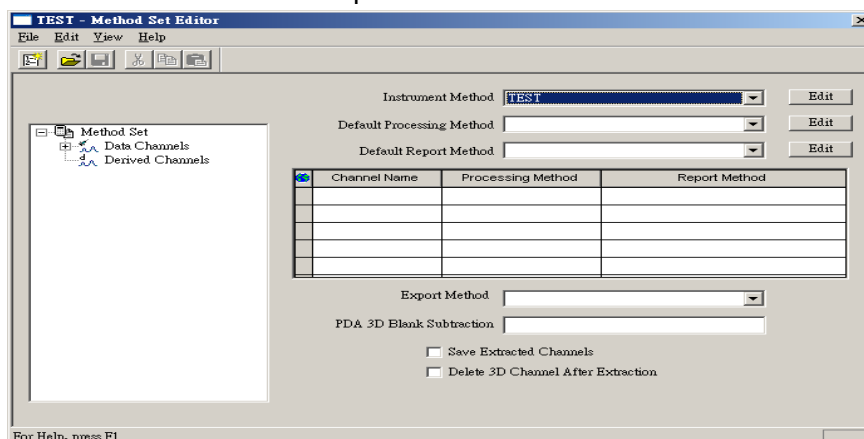 TEST - Method Set Editor
File Edit View Help
Instrument Method TEST Edit
Default Processing Method Edit
Default Report Method Edit
Method Set
Data Channels
Derived Channels
Channel Name Processing Method Report Method
Export Method
PDA 3D Blank Subtraction
Save Extracted Channels
Delete 3D Channel After Extraction
For Help, press F1